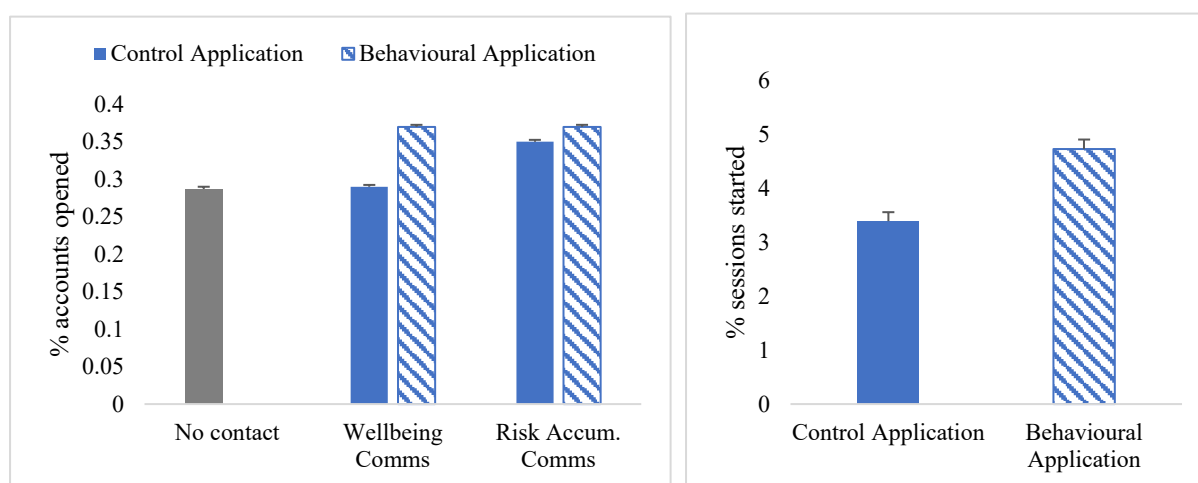 Control Application
Behavioural Application
% accounts opened
0.4
0.35
0.3
0.25
0.2
0.15
0.1
0.05
0
No contact
Wellbeing
Comms
Risk Accum.
Comms
% sessions started
6
5
4
3
2
1
0
Control Application
Behavioural
Application